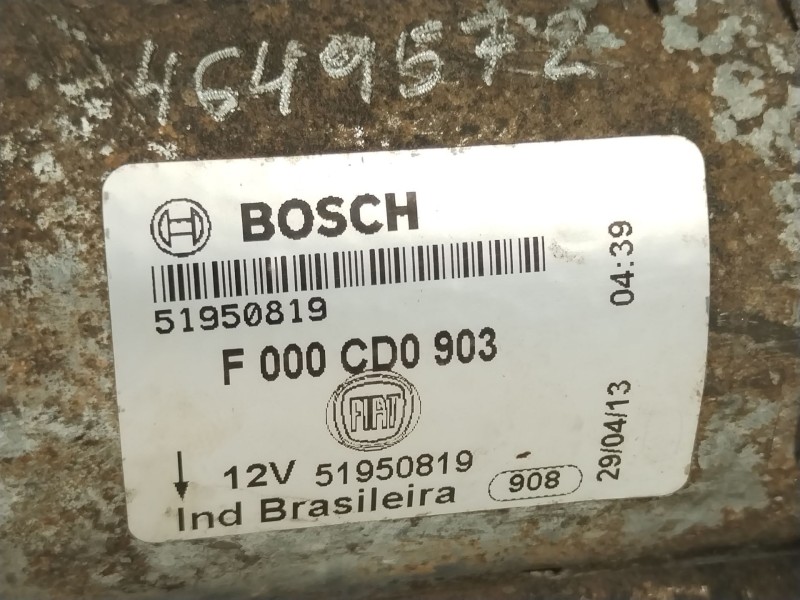 4649572
BOSCH
51950819
F 000 CD0 903
FIAT
12V 51950819
Ind Brasileira
908
29/04/13 04:39